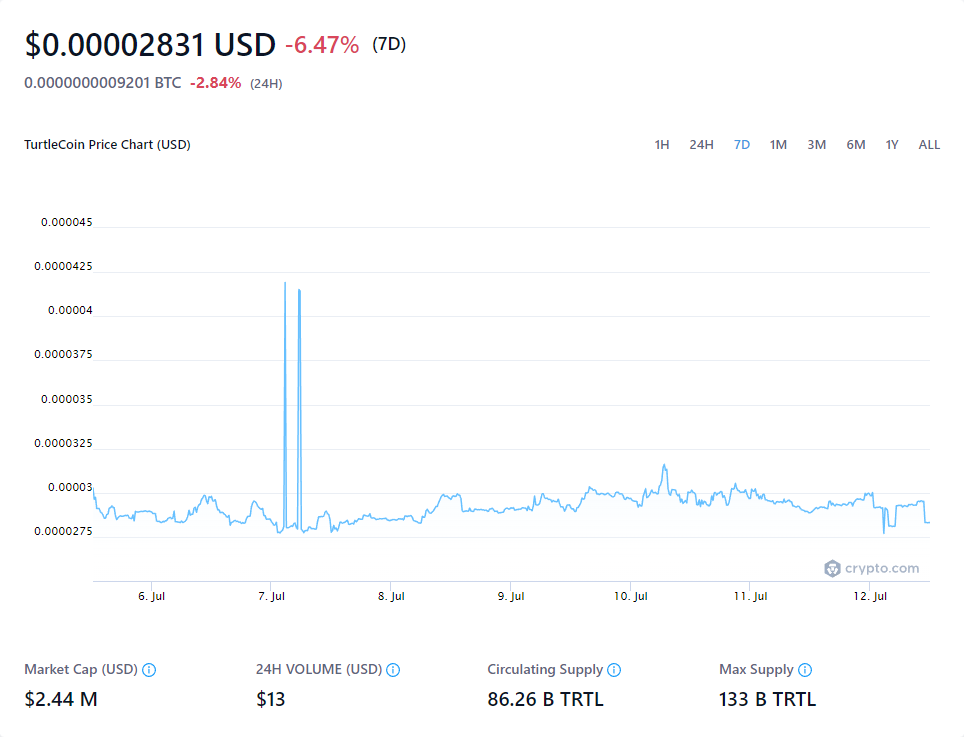 $0.00002831 USD -6.47% (7D)
0.0000000009201 BTC -2.84% (24H)
TurtleCoin Price Chart (USD) 1H 24H 7D 1M 3M 6M 1Y ALL
0.000045
0.0000425
0.00004
0.0000375
0.000035
0.0000325
0.00003
0.0000275
crypto.com
6. Jul 7. Jul 8. Jul 9. Jul 10. Jul 11. Jul 12. Jul
Market Cap (USD) 24H VOLUME (USD) Circulating Supply Max Supply
$2.44 M $13 86.26 B TRTL 133 B TRTL